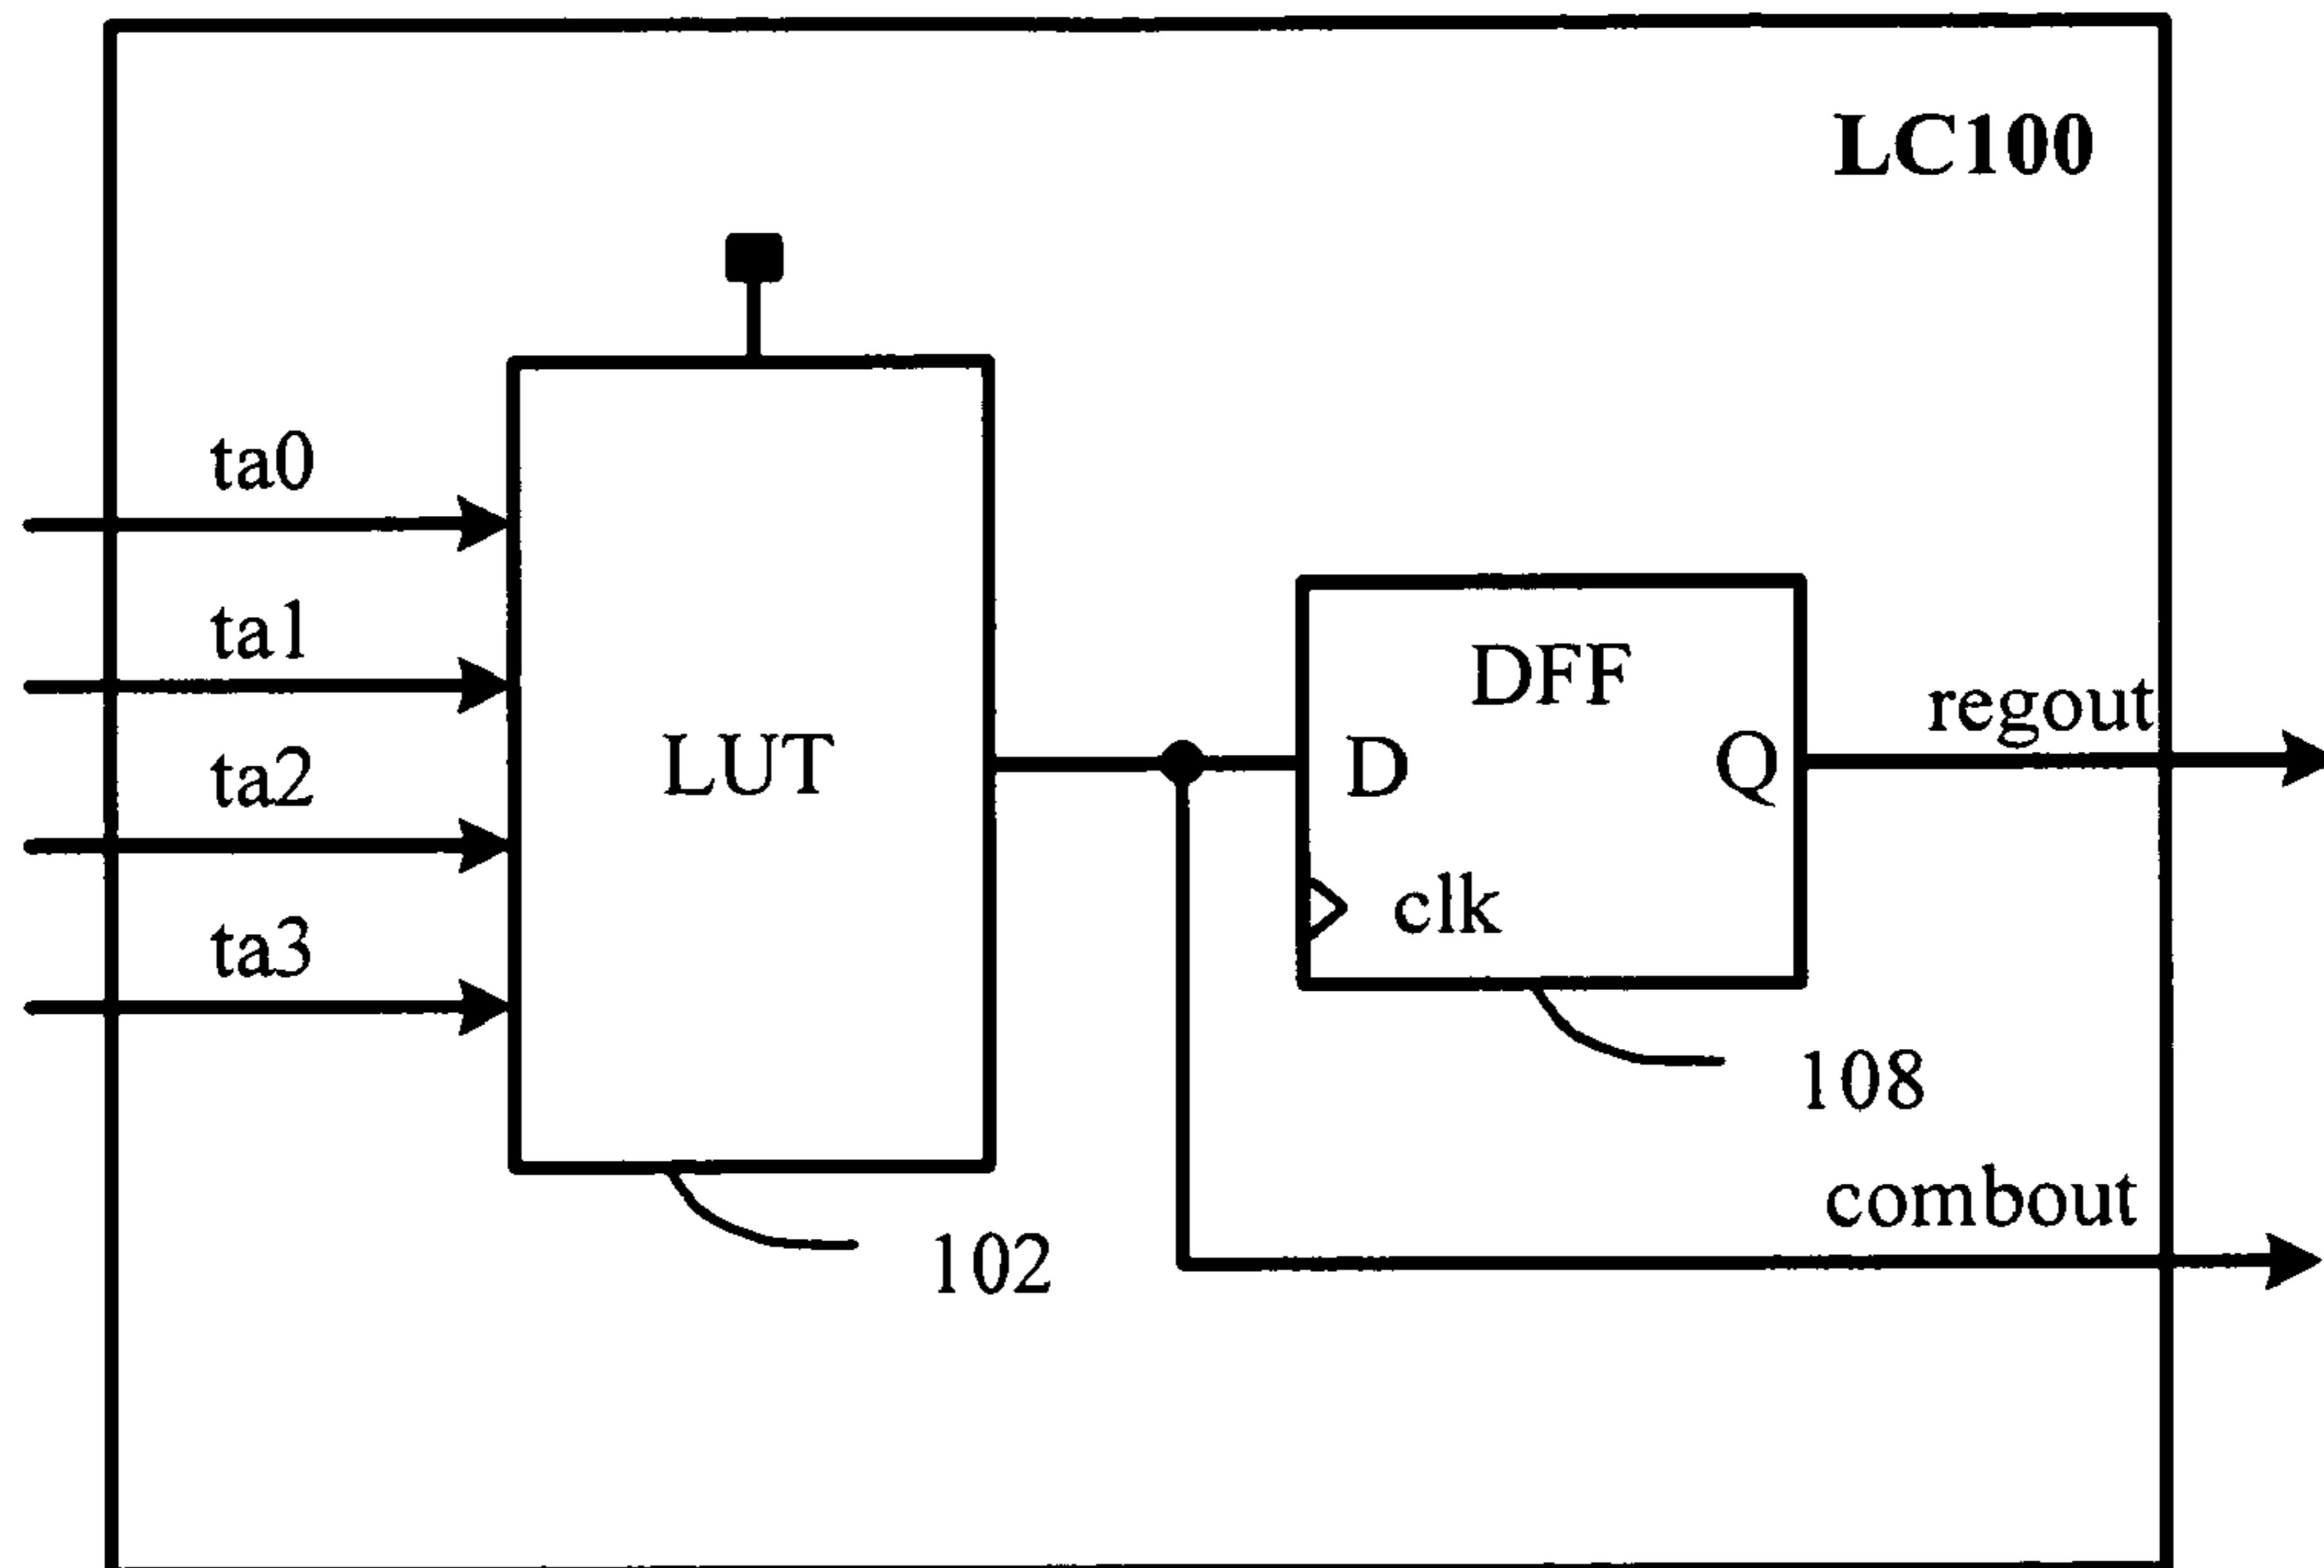 LC100
ta0
ta1
ta2
ta3
LUT
DFF
D
Q
clk
regout
108
combout
102